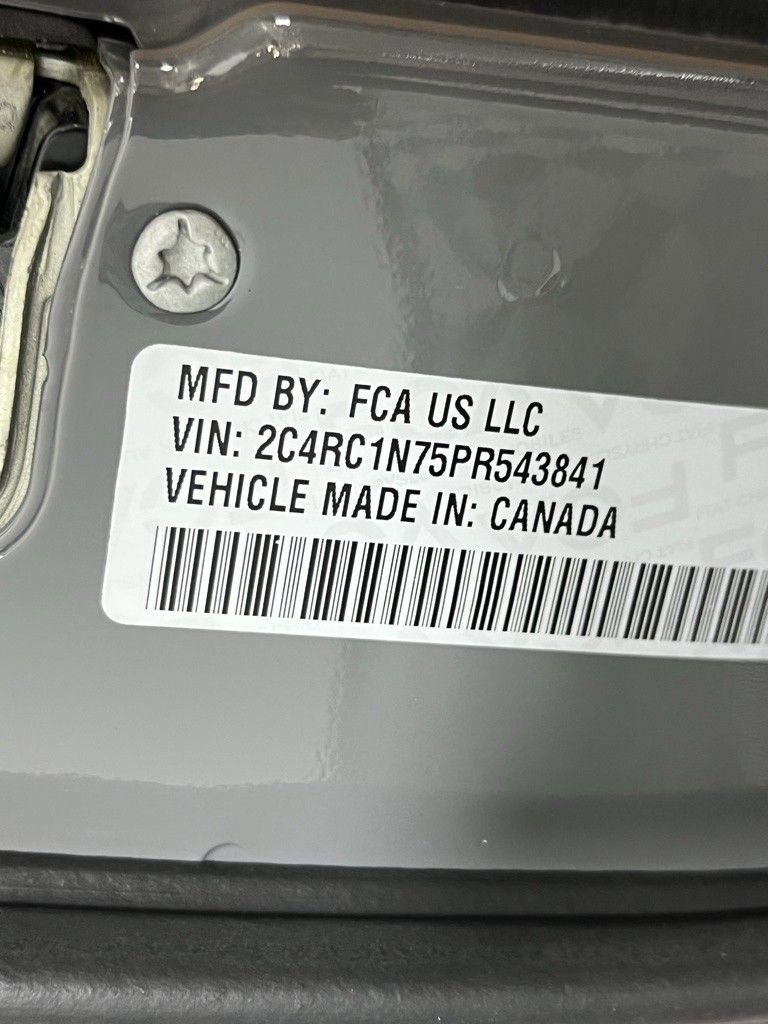 MFD BY: FCA US LLC
VIN: 2C4RC1N75PR543841
VEHICLE MADE IN: CANADA